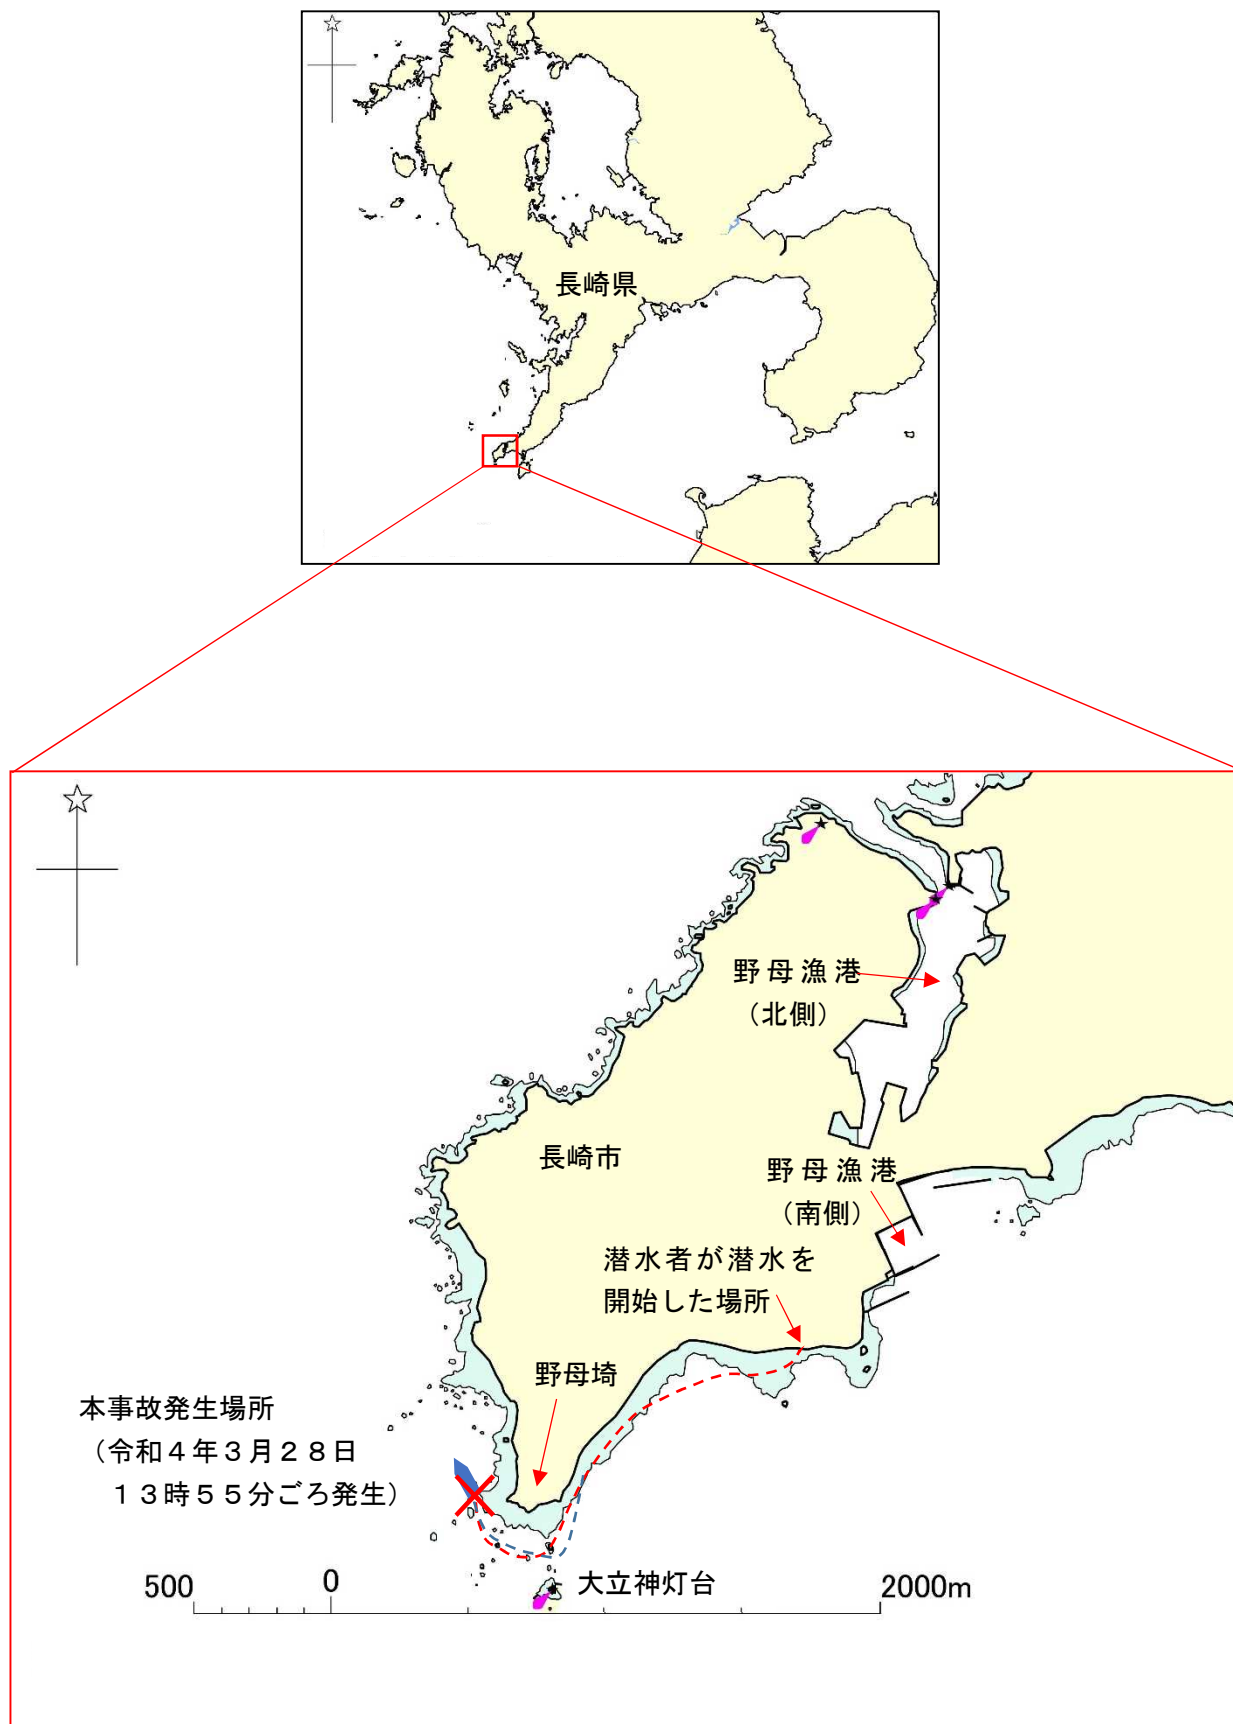 長崎県
野母漁港
（北側）
長崎市
野母漁港
（南側）
潜水者が潜水を
開始した場所
野母埼
本事故発生場所
（令和４年３月２８日
１３時５５分ごろ発生）
大立神灯台
500 0 2000m